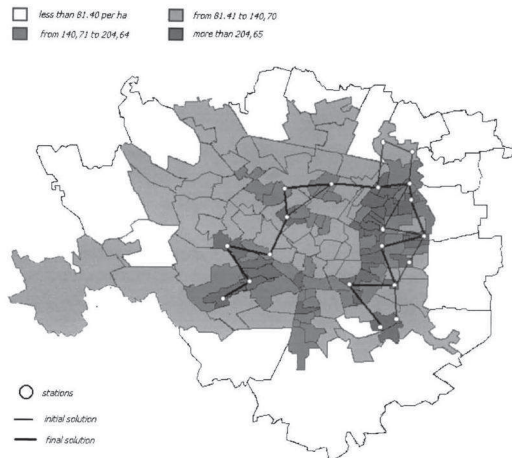 less than 81.40 per ha
from 81.41 to 140,70
from 140,71 to 204,64
more than 204,65
stations
initial solution
final solution